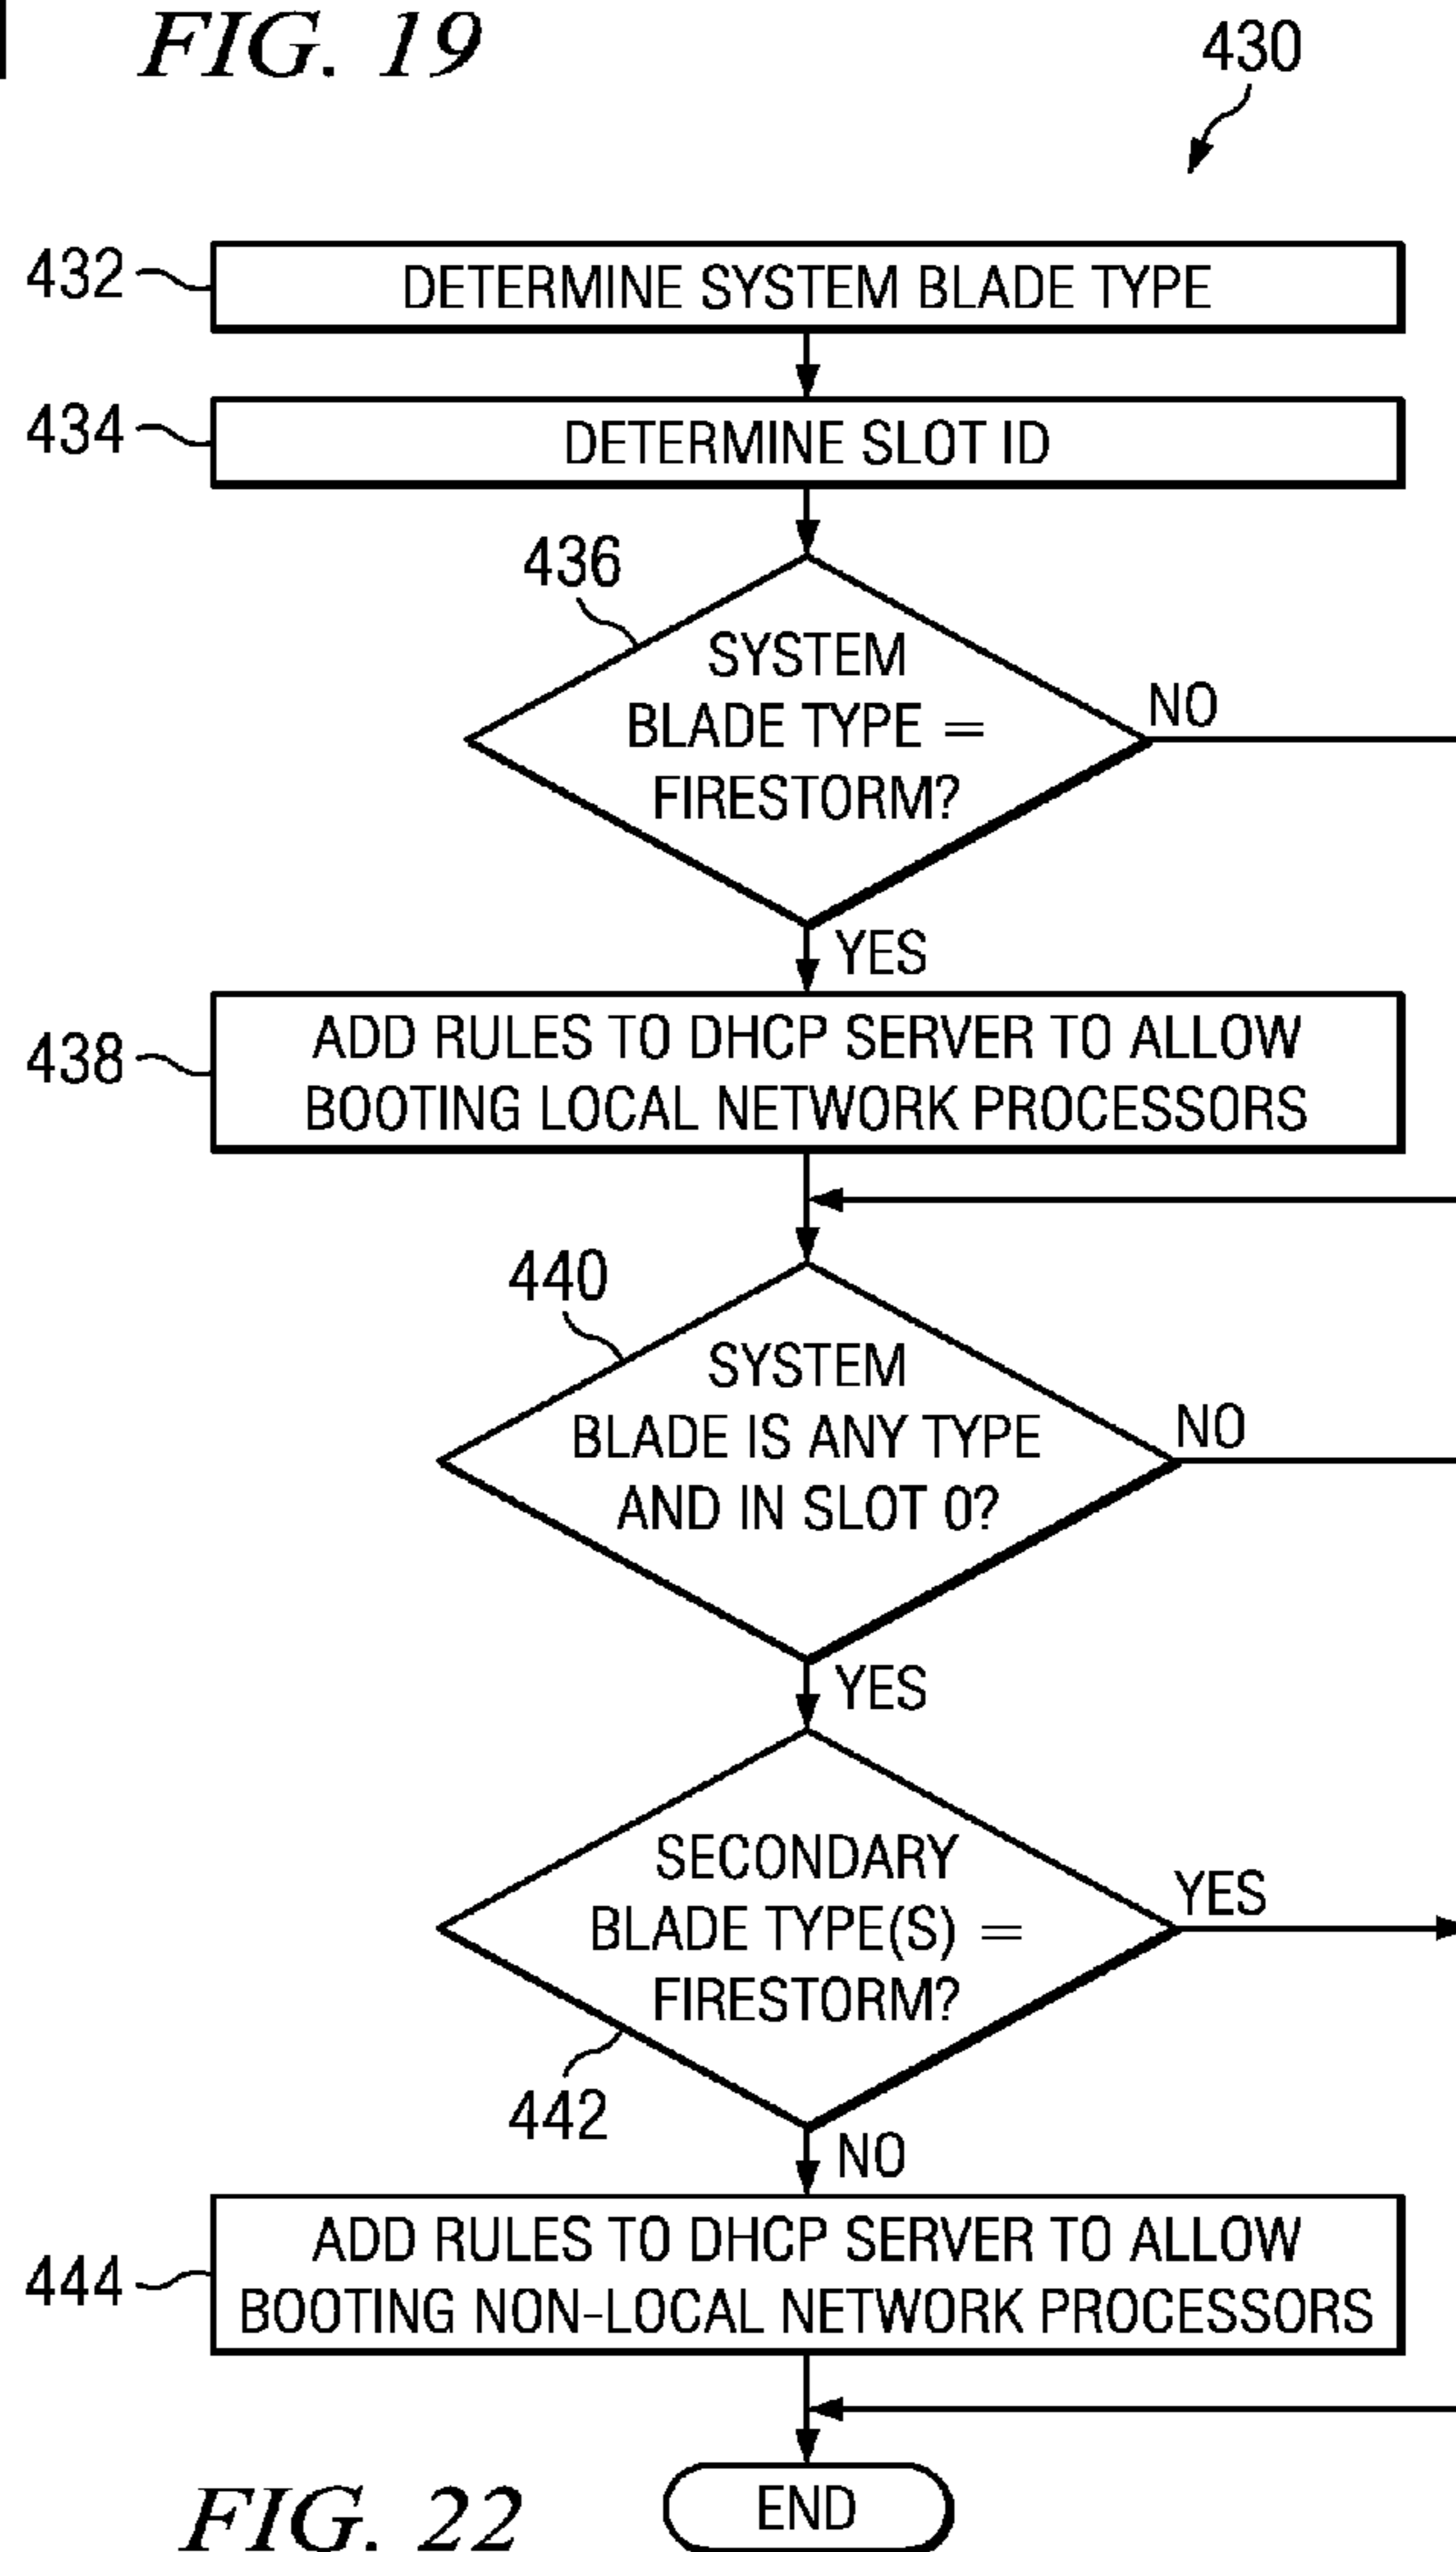 FIG. 19
430
432
DETERMINE SYSTEM BLADE TYPE
434
DETERMINE SLOT ID
436
SYSTEM
BLADE TYPE =
FIRESTORM?
NO
YES
438
ADD RULES TO DHCP SERVER TO ALLOW
BOOTING LOCAL NETWORK PROCESSORS
440
SYSTEM
BLADE IS ANY TYPE
AND IN SLOT 0?
NO
YES
SECONDARY
BLADE TYPE(S) =
FIRESTORM?
YES
442
NO
444
ADD RULES TO DHCP SERVER TO ALLOW
BOOTING NON-LOCAL NETWORK PROCESSORS
END
FIG. 22